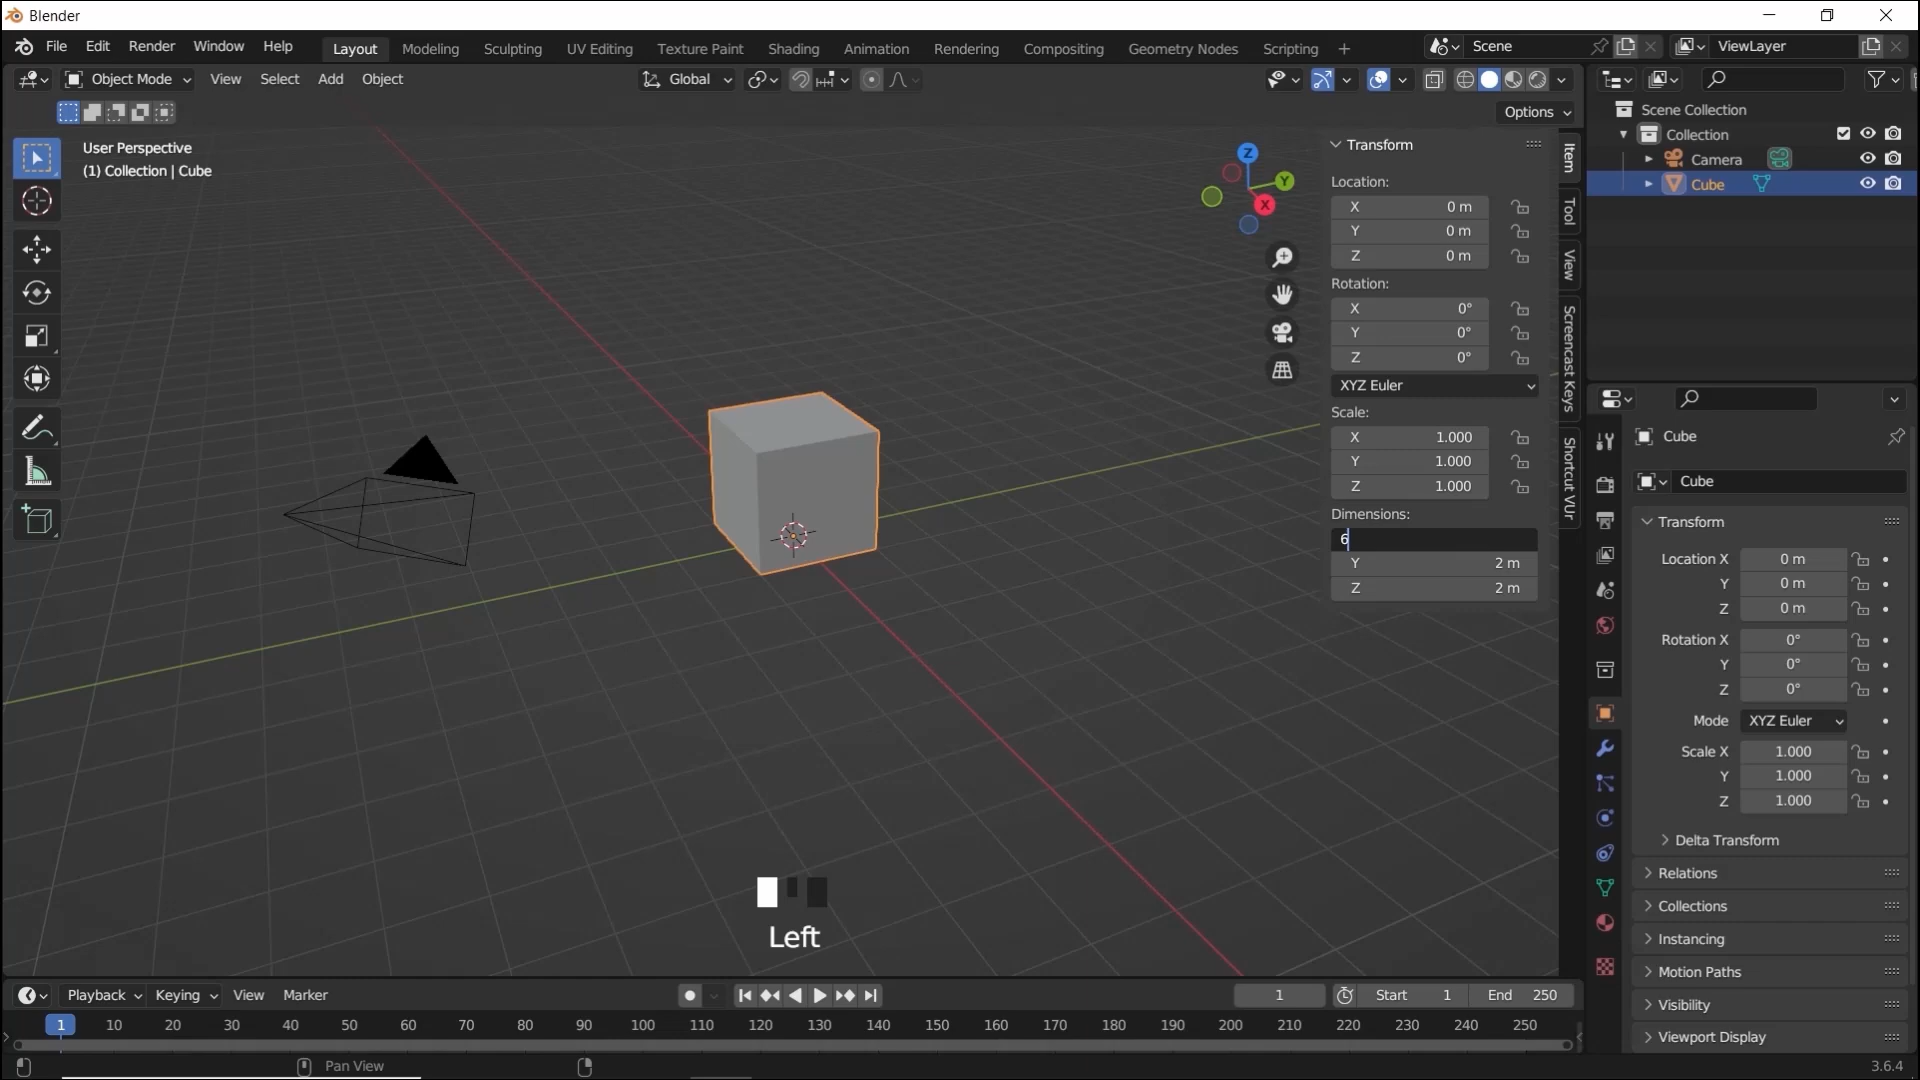 Blender
File Edit Render Window Help Layout Modeling Sculpting UV Editing Texture Paint Shading Animation Rendering Compositing Geometry Nodes Scripting + Scene ViewLayer
Object Mode View Select Add Object Global
Options
User Perspective
(1) Collection | Cube
Z
Y
X
Transform
Location:
X 0 m
Y 0 m
Z 0 m
Rotation:
X 0°
Y 0°
Z 0°
XYZ Euler
Scale:
X 1.000
Y 1.000
Z 1.000
Dimensions:
6
Y 2 m
Z 2 m
Item
Tool
View
Screencast Keys
Shortcut VUr
Scene Collection
Collection
Camera
Cube
Cube
Cube
Transform
Location X 0 m
Y 0 m
Z 0 m
Rotation X 0°
Y 0°
Z 0°
Mode XYZ Euler
Scale X 1.000
Y 1.000
Z 1.000
Delta Transform
Relations
Collections
Instancing
Motion Paths
Visibility
Viewport Display
Left
Playback Keying View Marker 1 Start 1 End 250
1 10 20 30 40 50 60 70 80 90 100 110 120 130 140 150 160 170 180 190 200 210 220 230 240 250
Pan View
3.6.4